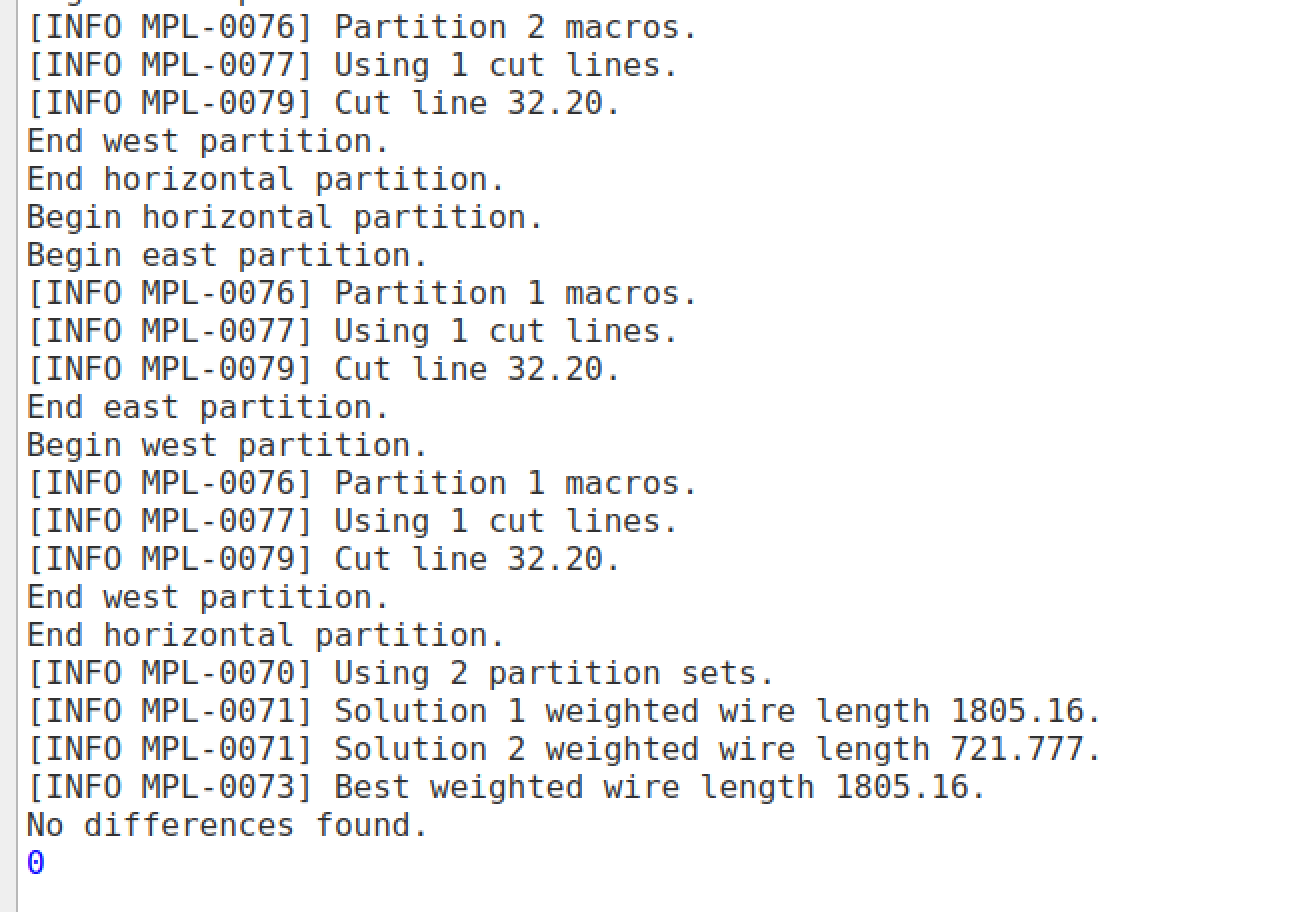 [INFO MPL-0076] Partition 2 macros.
[INFO MPL-0077] Using 1 cut lines.
[INFO MPL-0079] Cut line 32.20.
End west partition.
End horizontal partition.
Begin horizontal partition.
Begin east partition.
[INFO MPL-0076] Partition 1 macros.
[INFO MPL-0077] Using 1 cut lines.
[INFO MPL-0079] Cut line 32.20.
End east partition.
Begin west partition.
[INFO MPL-0076] Partition 1 macros.
[INFO MPL-0077] Using 1 cut lines.
[INFO MPL-0079] Cut line 32.20.
End west partition.
End horizontal partition.
[INFO MPL-0070] Using 2 partition sets.
[INFO MPL-0071] Solution 1 weighted wire length 1805.16.
[INFO MPL-0071] Solution 2 weighted wire length 721.777.
[INFO MPL-0073] Best weighted wire length 1805.16.
No differences found.
0